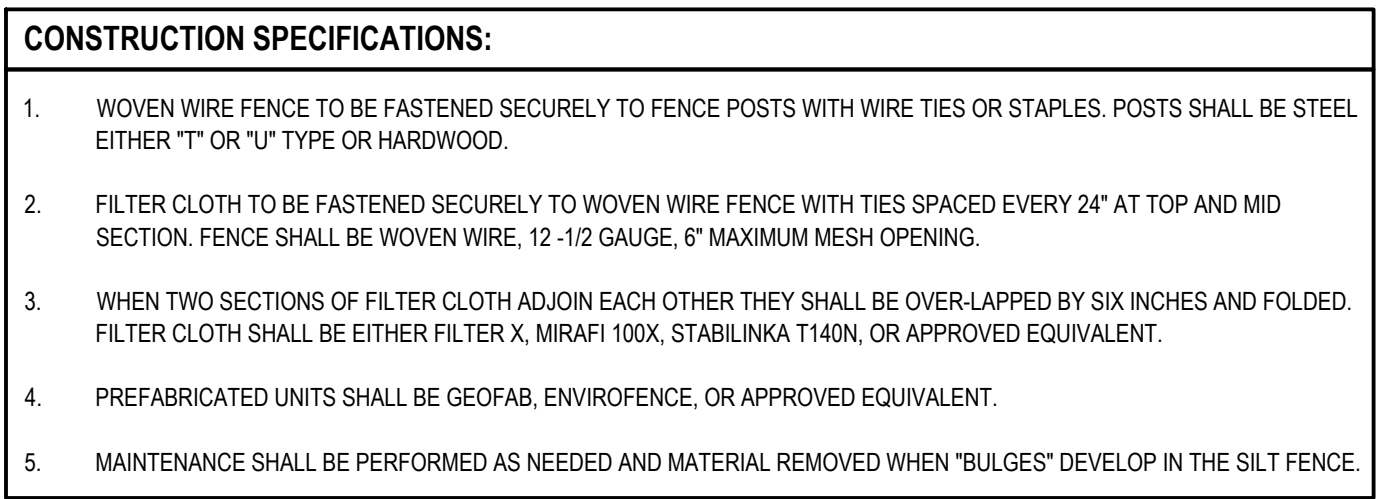 CONSTRUCTION SPECIFICATIONS:
1. WOVEN WIRE FENCE TO BE FASTENED SECURELY TO FENCE POSTS WITH WIRE TIES OR STAPLES. POSTS SHALL BE STEEL
EITHER "T" OR "U" TYPE OR HARDWOOD.
2. FILTER CLOTH TO BE FASTENED SECURELY TO WOVEN WIRE FENCE WITH TIES SPACED EVERY 24" AT TOP AND MID
SECTION. FENCE SHALL BE WOVEN WIRE, 12 -1/2 GAUGE, 6" MAXIMUM MESH OPENING.
3. WHEN TWO SECTIONS OF FILTER CLOTH ADJOIN EACH OTHER THEY SHALL BE OVER-LAPPED BY SIX INCHES AND FOLDED.
FILTER CLOTH SHALL BE EITHER FILTER X, MIRAFI 100X, STABILINKA T140N, OR APPROVED EQUIVALENT.
4. PREFABRICATED UNITS SHALL BE GEOFAB, ENVIROFENCE, OR APPROVED EQUIVALENT.
5. MAINTENANCE SHALL BE PERFORMED AS NEEDED AND MATERIAL REMOVED WHEN "BULGES" DEVELOP IN THE SILT FENCE.